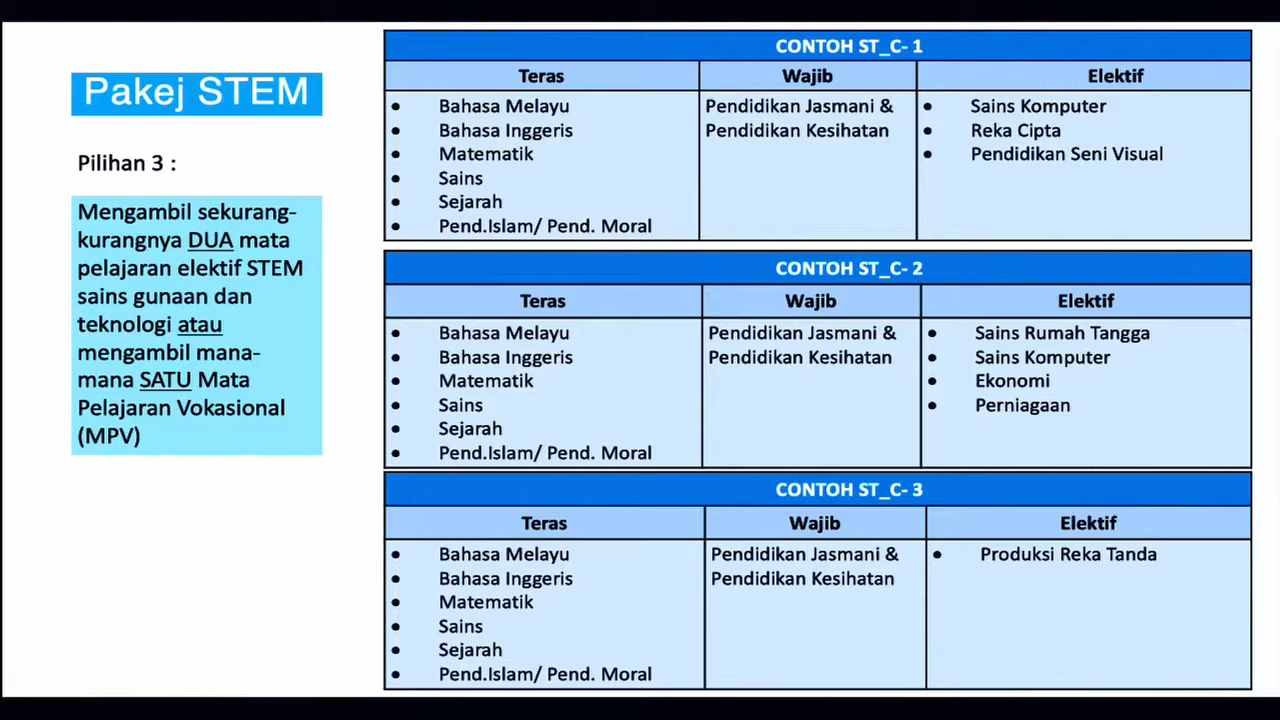 Pakej STEM
Pilihan 3 :
Mengambil sekurang-
kurangnya DUA mata
pelajaran elektif STEM
sains gunaan dan
teknologi atau
mengambil mana-
mana SATU Mata
Pelajaran Vokasional
(MPV)
CONTOH ST_C- 1
Teras Wajib Elektif
• Bahasa Melayu Pendidikan Jasmani & • Sains Komputer
• Bahasa Inggeris Pendidikan Kesihatan • Reka Cipta
• Matematik • Pendidikan Seni Visual
• Sains
• Sejarah
• Pend.Islam/ Pend. Moral
CONTOH ST_C- 2
Teras Wajib Elektif
• Bahasa Melayu Pendidikan Jasmani & • Sains Rumah Tangga
• Bahasa Inggeris Pendidikan Kesihatan • Sains Komputer
• Matematik • Ekonomi
• Sains • Perniagaan
• Sejarah
• Pend.Islam/ Pend. Moral
CONTOH ST_C- 3
Teras Wajib Elektif
• Bahasa Melayu Pendidikan Jasmani & • Produksi Reka Tanda
• Bahasa Inggeris Pendidikan Kesihatan
• Matematik
• Sains
• Sejarah
• Pend.Islam/ Pend. Moral